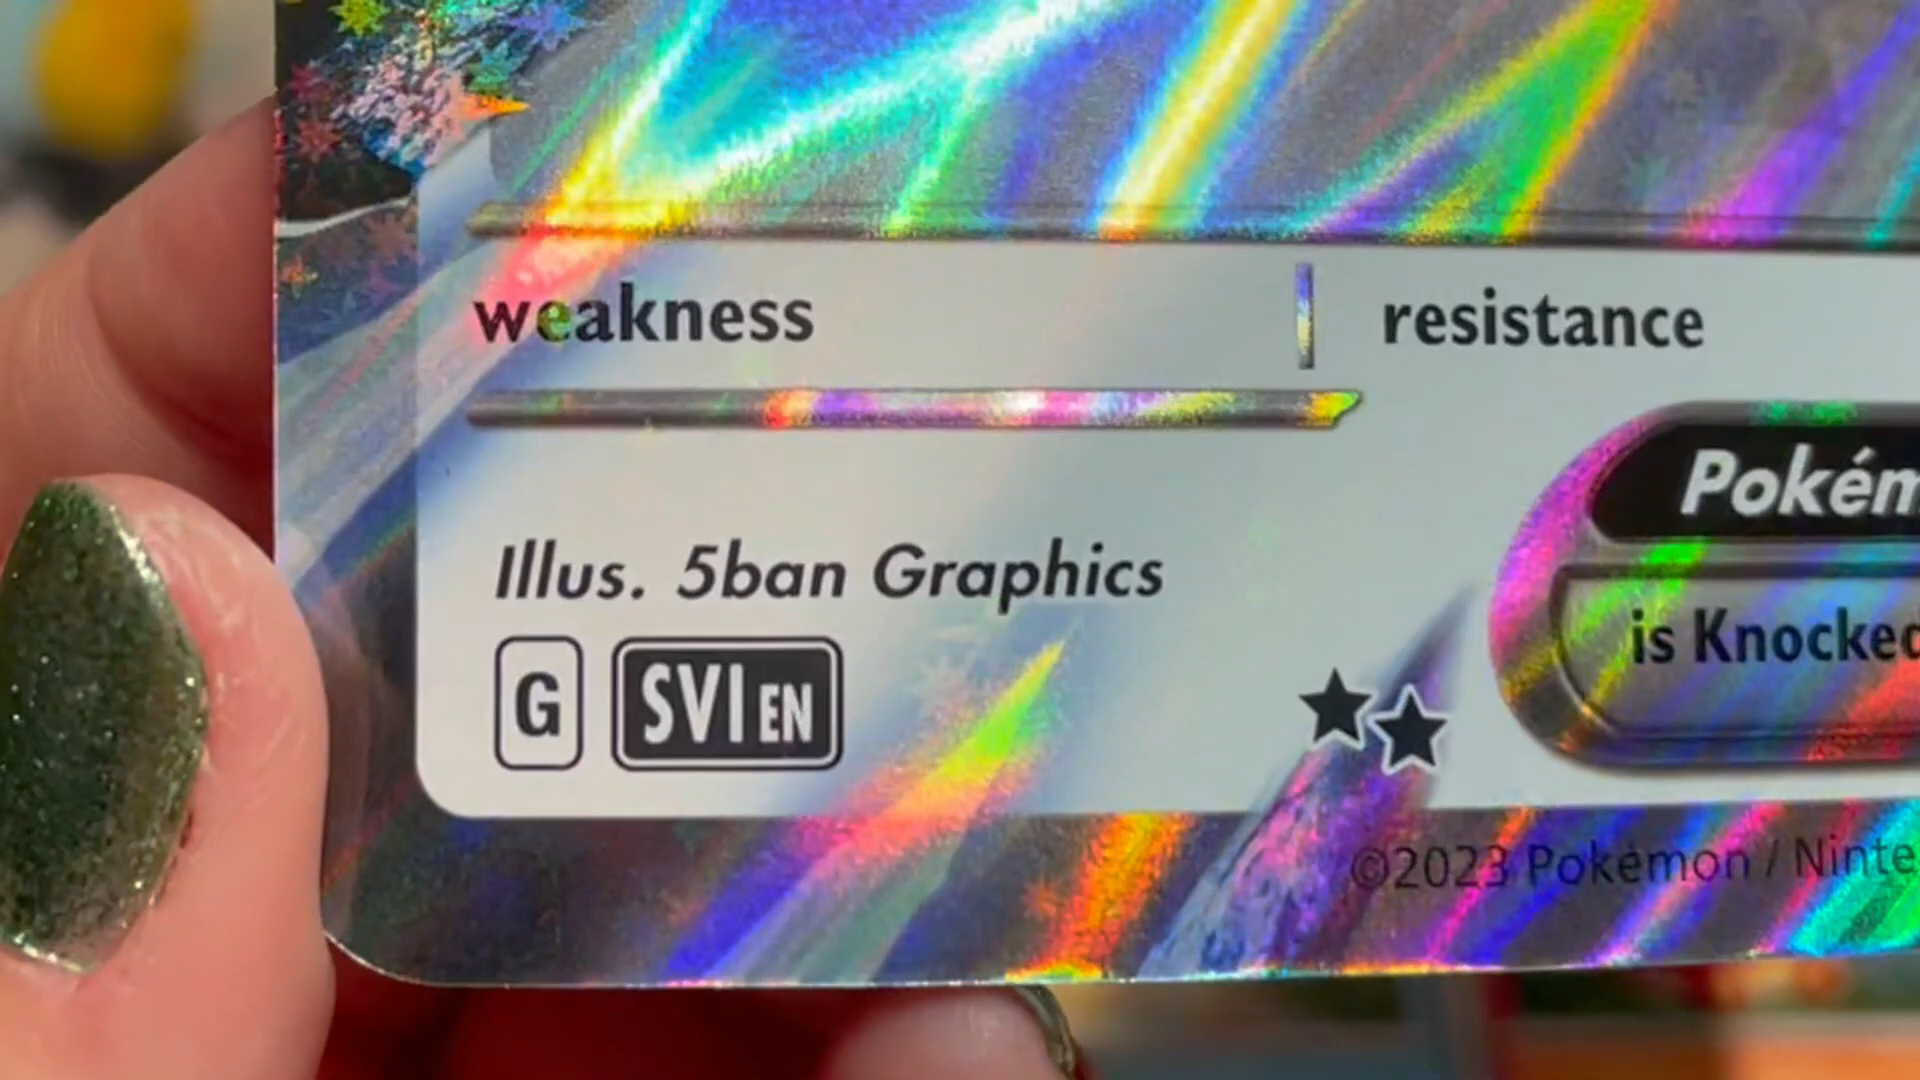 weakness resistance
Pokém
Illus. 5ban Graphics
is Knocked
G SVI EN
©2023 Pokémon / Ninte